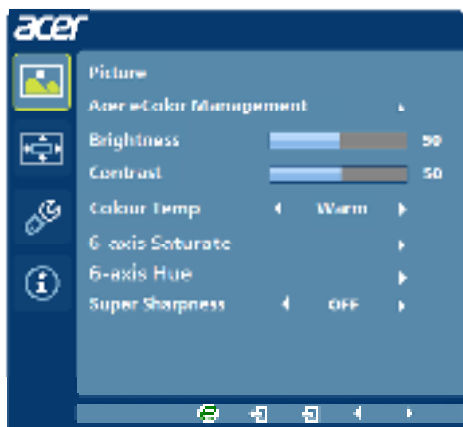 acer
Picture
Acer eColor Management
Brightness 50
Contrast 50
Colour Temp Warm
6-axis Saturate
6-axis Hue
Super Sharpness OFF